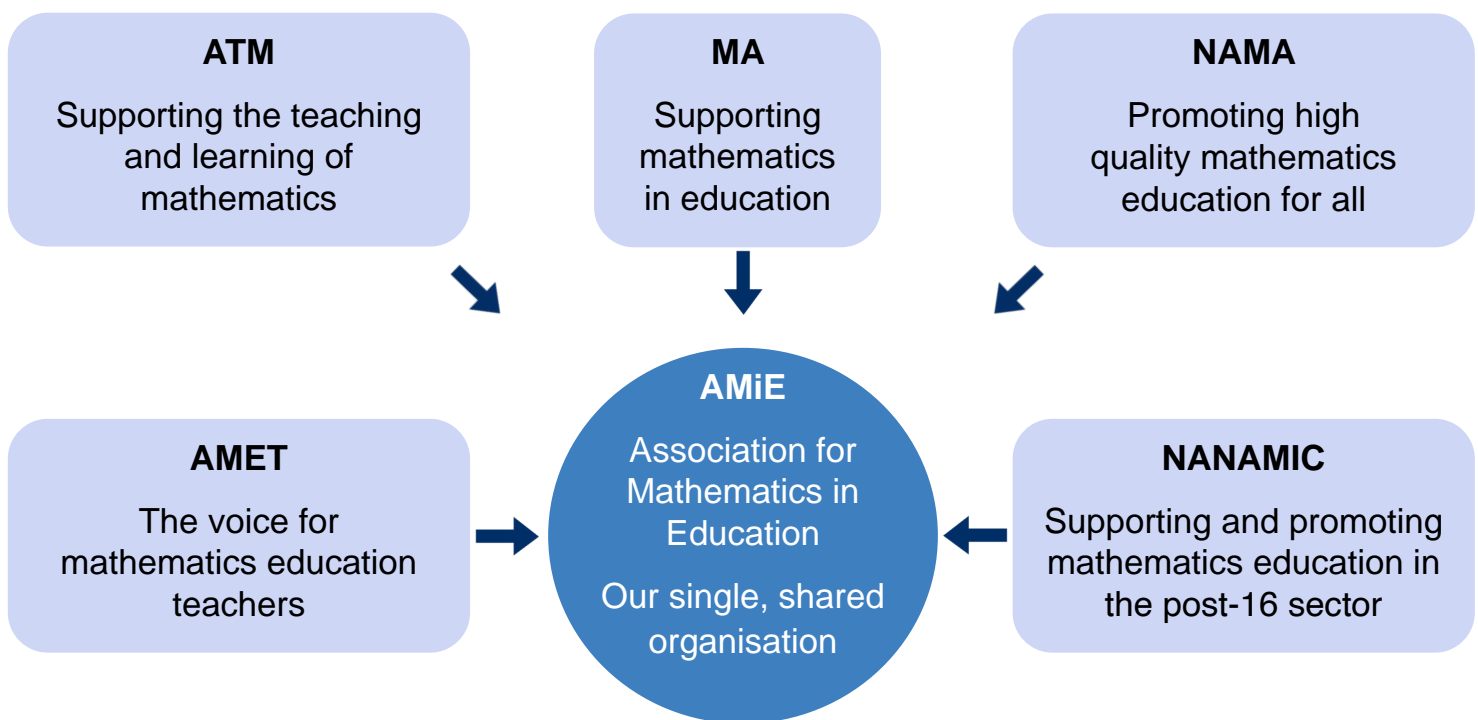 ATM
Supporting the teaching
and learning of
mathematics
MA
Supporting
mathematics
in education
NAMA
Promoting high
quality mathematics
education for all
AMET
The voice for
mathematics education
teachers
AMiE
Association for
Mathematics in
Education
Our single, shared
organisation
NANAMIC
Supporting and promoting
mathematics education in
the post-16 sector